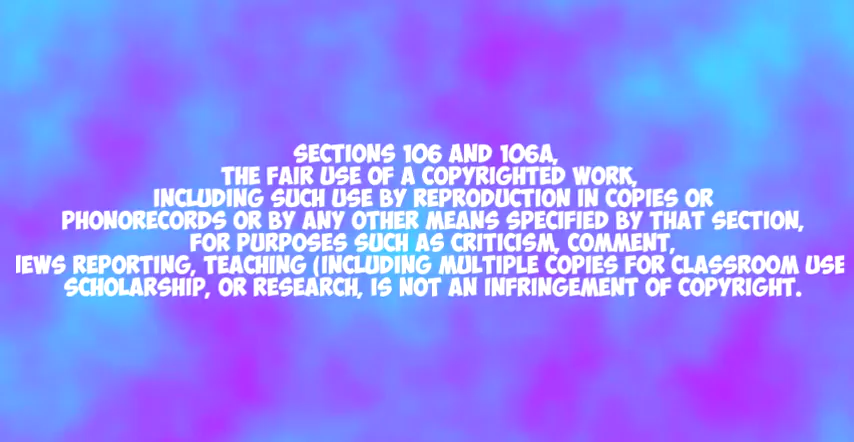 SECTIONS 106 AND 106A,
THE FAIR USE OF A COPYRIGHTED WORK,
INCLUDING SUCH USE BY REPRODUCTION IN COPIES OR
PHONORECORDS OR BY ANY OTHER MEANS SPECIFIED BY THAT SECTION,
FOR PURPOSES SUCH AS CRITICISM, COMMENT,
IEWS REPORTING, TEACHING (INCLUDING MULTIPLE COPIES FOR CLASSROOM USE
SCHOLARSHIP, OR RESEARCH, IS NOT AN INFRINGEMENT OF COPYRIGHT.